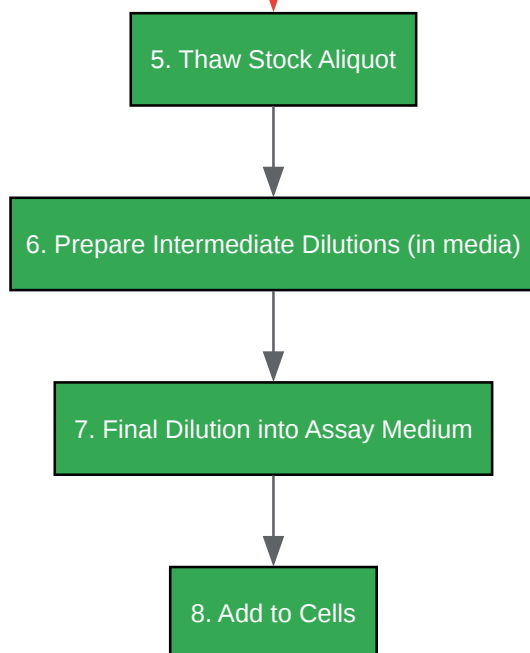 5. Thaw Stock Aliquot
6. Prepare Intermediate Dilutions (in media)
7. Final Dilution into Assay Medium
8. Add to Cells